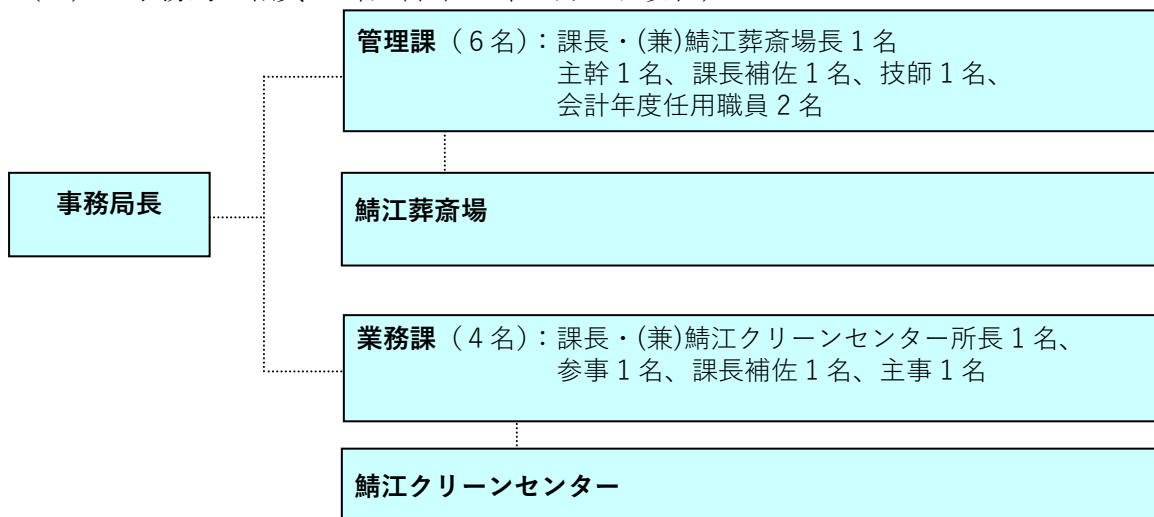 管理課（6名）：課長・(兼)鯖江葬斎場長1名
主幹1名、課長補佐1名、技師1名、
会計年度任用職員2名
事務局長
鯖江葬斎場
業務課（4名）：課長・(兼)鯖江クリーンセンター所長1名、
参事1名、課長補佐1名、主事1名
鯖江クリーンセンター